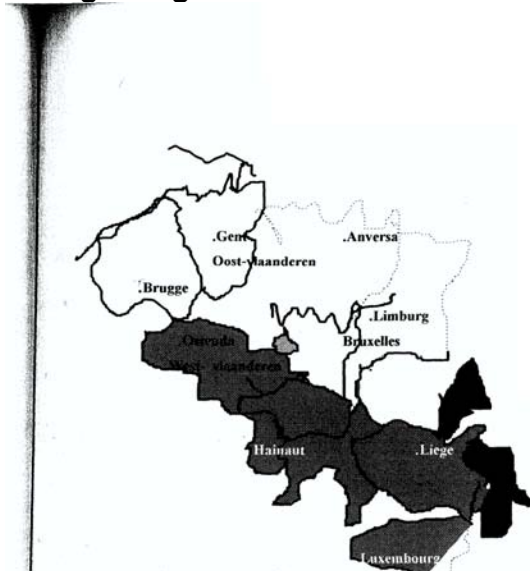 .Gent
.Anversa
Oost-vlaanderen
.Brugge
.Limburg
.Ostenda
Bruxelles
West- vlaanderen
Hainaut
.Liege
Luxembourg